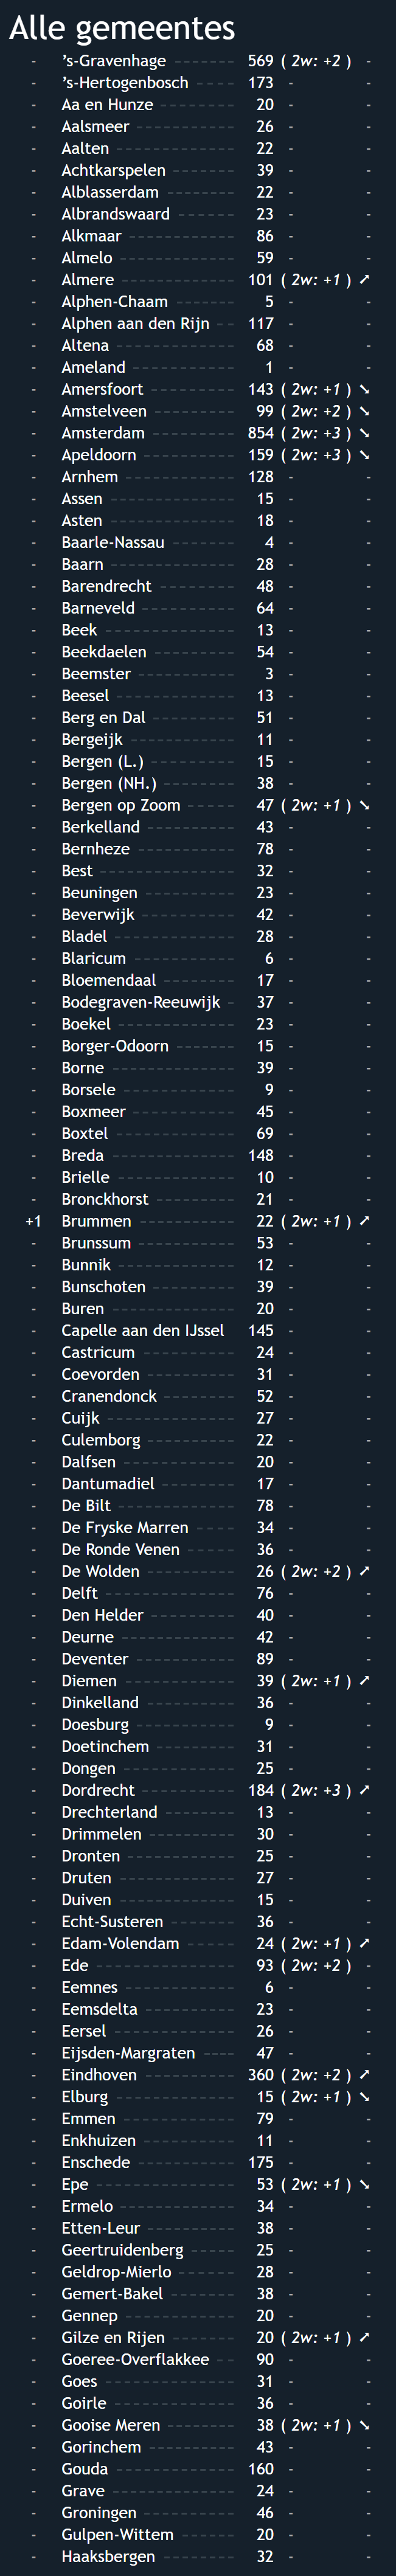 Alle gemeentes
- ’s-Gravenhage ------- 569 ( 2w: +2 ) -
- ’s-Hertogenbosch ----- 173 - -
- Aa en Hunze -------- 20 - -
- Aalsmeer ---------- 26 - -
- Aalten ------------ 22 - -
- Achtkarspelen ------- 39 - -
- Alblasserdam -------- 22 - -
- Albrandswaard ------- 23 - -
- Alkmaar ----------- 86 - -
- Almelo ------------ 59 - -
- Almere ------------ 101 ( 2w: +1 ) ➚
- Alphen-Chaam ------- 5 - -
- Alphen aan den Rijn -- 117 - -
- Altena ------------ 68 - -
- Ameland ----------- 1 - -
- Amersfoort --------- 143 ( 2w: +1 ) ➘
- Amstelveen --------- 99 ( 2w: +2 ) ➘
- Amsterdam --------- 854 ( 2w: +3 ) ➘
- Apeldoorn ---------- 159 ( 2w: +3 ) ➘
- Arnhem ----------- 128 - -
- Assen ------------- 15 - -
- Asten ------------- 18 - -
- Baarle-Nassau ------- 4 - -
- Baarn ------------- 28 - -
- Barendrecht -------- 48 - -
- Barneveld ---------- 64 - -
- Beek ------------- 13 - -
- Beekdaelen --------- 54 - -
- Beemster ---------- 3 - -
- Beesel ------------ 13 - -
- Berg en Dal --------- 51 - -
- Bergeijk ----------- 11 - -
- Bergen (L.) --------- 15 - -
- Bergen (NH.) -------- 38 - -
- Bergen op Zoom ----- 47 ( 2w: +1 ) ➘
- Berkelland --------- 43 - -
- Bernheze ---------- 78 - -
- Best -------------- 32 - -
- Beuningen ---------- 23 - -
- Beverwijk ---------- 42 - -
- Bladel ------------ 28 - -
- Blaricum ----------- 6 - -
- Bloemendaal -------- 17 - -
- Bodegraven-Reeuwijk - 37 - -
- Boekel ------------ 23 - -
- Borger-Odoorn ------- 15 - -
- Borne ------------- 39 - -
- Borsele ------------ 9 - -
- Boxmeer ----------- 45 - -
- Boxtel ------------ 69 - -
- Breda ------------- 148 - -
- Brielle ------------ 10 - -
- Bronckhorst --------- 21 - -
+1 Brummen ---------- 22 ( 2w: +1 ) ➚
- Brunssum ---------- 53 - -
- Bunnik ------------ 12 - -
- Bunschoten --------- 39 - -
- Buren ------------- 20 - -
- Capelle aan den IJssel 145 - -
- Castricum ---------- 24 - -
- Coevorden ---------- 31 - -
- Cranendonck -------- 52 - -
- Cuijk ------------- 27 - -
- Culemborg ---------- 22 - -
- Dalfsen ------------ 20 - -
- Dantumadiel -------- 17 - -
- De Bilt ------------ 78 - -
- De Fryske Marren ---- 34 - -
- De Ronde Venen ------ 36 - -
- De Wolden ---------- 26 ( 2w: +2 ) ➚
- Delft ------------- 76 - -
- Den Helder --------- 40 - -
- Deurne ------------ 42 - -
- Deventer ---------- 89 - -
- Diemen ----------- 39 ( 2w: +1 ) ➚
- Dinkelland --------- 36 - -
- Doesburg ---------- 9 - -
- Doetinchem --------- 31 - -
- Dongen ----------- 25 - -
- Dordrecht ---------- 184 ( 2w: +3 ) ➚
- Drechterland -------- 13 - -
- Drimmelen --------- 30 - -
- Dronten ----------- 25 - -
- Druten ------------ 27 - -
- Duiven ------------ 15 - -
- Echt-Susteren ------- 36 - -
- Edam-Volendam ------ 24 ( 2w: +1 ) ➚
- Ede -------------- 93 ( 2w: +2 ) -
- Eemnes ----------- 6 - -
- Eemsdelta ---------- 23 - -
- Eersel ------------ 26 - -
- Eijsden-Margraten ---- 47 - -
- Eindhoven ---------- 360 ( 2w: +2 ) ➚
- Elburg ------------ 15 ( 2w: +1 ) ➘
- Emmen ----------- 79 - -
- Enkhuizen ---------- 11 - -
- Enschede ---------- 175 - -
- Epe -------------- 53 ( 2w: +1 ) ➘
- Ermelo ------------ 34 - -
- Etten-Leur ---------- 38 - -
- Geertruidenberg ----- 25 - -
- Geldrop-Mierlo ------- 28 - -
- Gemert-Bakel ------- 38 - -
- Gennep ----------- 20 - -
- Gilze en Rijen ------- 20 ( 2w: +1 ) ➚
- Goeree-Overflakkee -- 90 - -
- Goes ------------- 31 - -
- Goirle ------------ 36 - -
- Gooise Meren ------- 38 ( 2w: +1 ) ➘
- Gorinchem --------- 43 - -
- Gouda ------------ 160 - -
- Grave ------------ 24 - -
- Groningen ---------- 46 - -
- Gulpen-Wittem ------ 20 - -
- Haaksbergen -------- 32 - -